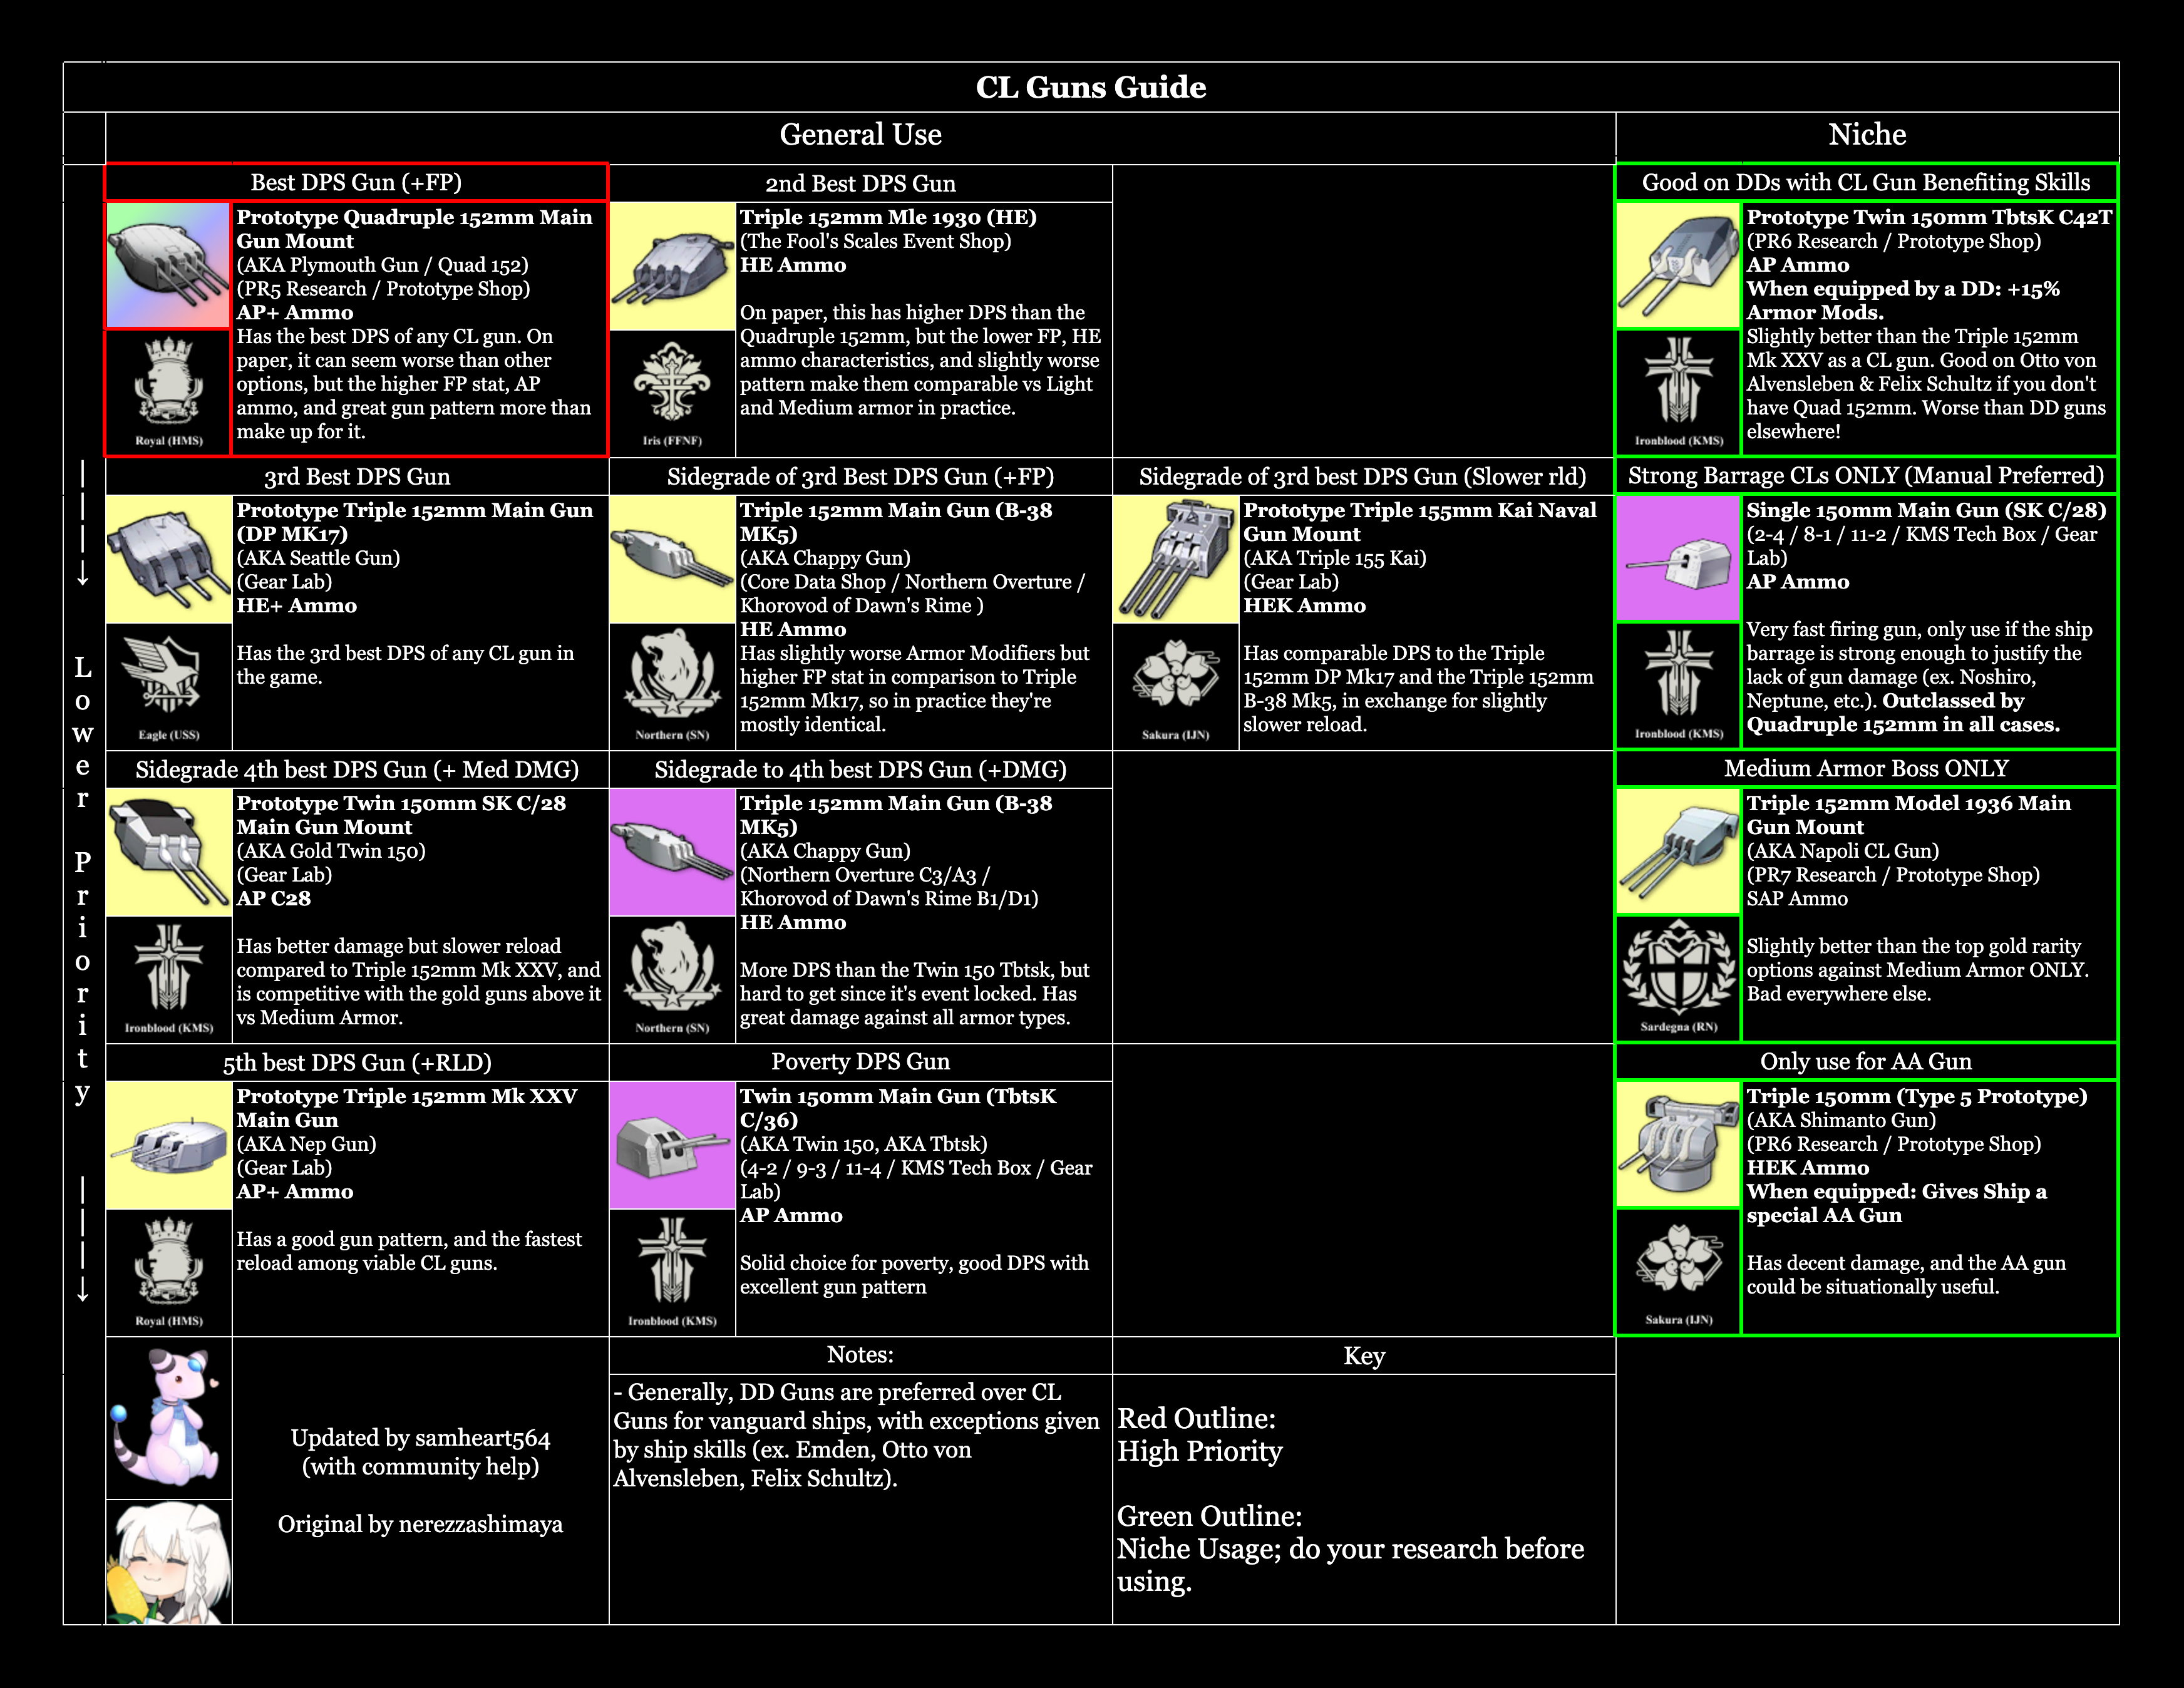 CL Guns Guide
General Use
Niche
Lower Priority
Best DPS Gun (+FP)
Prototype Quadruple 152mm Main
Gun Mount
(AKA Plymouth Gun / Quad 152)
(PR5 Research / Prototype Shop)
AP+ Ammo
Has the best DPS of any CL gun. On
paper, it can seem worse than other
options, but the higher FP stat, AP
ammo, and great gun pattern more than
make up for it.
Royal (HMS)
2nd Best DPS Gun
Triple 152mm Mle 1930 (HE)
(The Fool's Scales Event Shop)
HE Ammo
On paper, this has higher DPS than the
Quadruple 152mm, but the lower FP, HE
ammo characteristics, and slightly worse
pattern make them comparable vs Light
and Medium armor in practice.
Iris (FFNF)
Good on DDs with CL Gun Benefiting Skills
Prototype Twin 150mm TbtsK C42T
(PR6 Research / Prototype Shop)
AP Ammo
When equipped by a DD: +15%
Armor Mods.
Slightly better than the Triple 152mm
Mk XXV as a CL gun. Good on Otto von
Alvensleben & Felix Schultz if you don't
have Quad 152mm. Worse than DD guns
elsewhere!
Ironblood (KMS)
3rd Best DPS Gun
Prototype Triple 152mm Main Gun
(DP MK17)
(AKA Seattle Gun)
(Gear Lab)
HE+ Ammo
Has the 3rd best DPS of any CL gun in
the game.
Eagle (USS)
Sidegrade of 3rd Best DPS Gun (+FP)
Triple 152mm Main Gun (B-38
MK5)
(AKA Chappy Gun)
(Core Data Shop / Northern Overture /
Khorovod of Dawn's Rime )
HE Ammo
Has slightly worse Armor Modifiers but
higher FP stat in comparison to Triple
152mm Mk17, so in practice they're
mostly identical.
Northern (SN)
Sidegrade of 3rd best DPS Gun (Slower rld)
Prototype Triple 155mm Kai Naval
Gun Mount
(AKA Triple 155 Kai)
(Gear Lab)
HEK Ammo
Has comparable DPS to the Triple
152mm DP Mk17 and the Triple 152mm
B-38 Mk5, in exchange for slightly
slower reload.
Sakura (IJN)
Strong Barrage CLs ONLY (Manual Preferred)
Single 150mm Main Gun (SK C/28)
(2-4 / 8-1 / 11-2 / KMS Tech Box / Gear
Lab)
AP Ammo
Very fast firing gun, only use if the ship
barrage is strong enough to justify the
lack of gun damage (ex. Noshiro,
Neptune, etc.). Outclassed by
Quadruple 152mm in all cases.
Ironblood (KMS)
Sidegrade 4th best DPS Gun (+ Med DMG)
Prototype Twin 150mm SK C/28
Main Gun Mount
(AKA Gold Twin 150)
(Gear Lab)
AP C28
Has better damage but slower reload
compared to Triple 152mm Mk XXV, and
is competitive with the gold guns above it
vs Medium Armor.
Ironblood (KMS)
Sidegrade to 4th best DPS Gun (+DMG)
Triple 152mm Main Gun (B-38
MK5)
(AKA Chappy Gun)
(Northern Overture C3/A3 /
Khorovod of Dawn's Rime B1/D1)
HE Ammo
More DPS than the Twin 150 Tbtsk, but
hard to get since it's event locked. Has
great damage against all armor types.
Northern (SN)
Medium Armor Boss ONLY
Triple 152mm Model 1936 Main
Gun Mount
(AKA Napoli CL Gun)
(PR7 Research / Prototype Shop)
SAP Ammo
Slightly better than the top gold rarity
options against Medium Armor ONLY.
Bad everywhere else.
Sardegna (RN)
5th best DPS Gun (+RLD)
Prototype Triple 152mm Mk XXV
Main Gun
(AKA Nep Gun)
(Gear Lab)
AP+ Ammo
Has a good gun pattern, and the fastest
reload among viable CL guns.
Royal (HMS)
Poverty DPS Gun
Twin 150mm Main Gun (TbtsK
C/36)
(AKA Twin 150, AKA Tbtsk)
(4-2 / 9-3 / 11-4 / KMS Tech Box / Gear
Lab)
AP Ammo
Solid choice for poverty, good DPS with
excellent gun pattern
Ironblood (KMS)
Only use for AA Gun
Triple 150mm (Type 5 Prototype)
(AKA Shimanto Gun)
(PR6 Research / Prototype Shop)
HEK Ammo
When equipped: Gives Ship a
special AA Gun
Has decent damage, and the AA gun
could be situationally useful.
Sakura (IJN)
Updated by samheart564
(with community help)
Original by nerezzashimaya
Notes:
- Generally, DD Guns are preferred over CL
Guns for vanguard ships, with exceptions given
by ship skills (ex. Emden, Otto von
Alvensleben, Felix Schultz).
Key
Red Outline:
High Priority
Green Outline:
Niche Usage; do your research before
using.